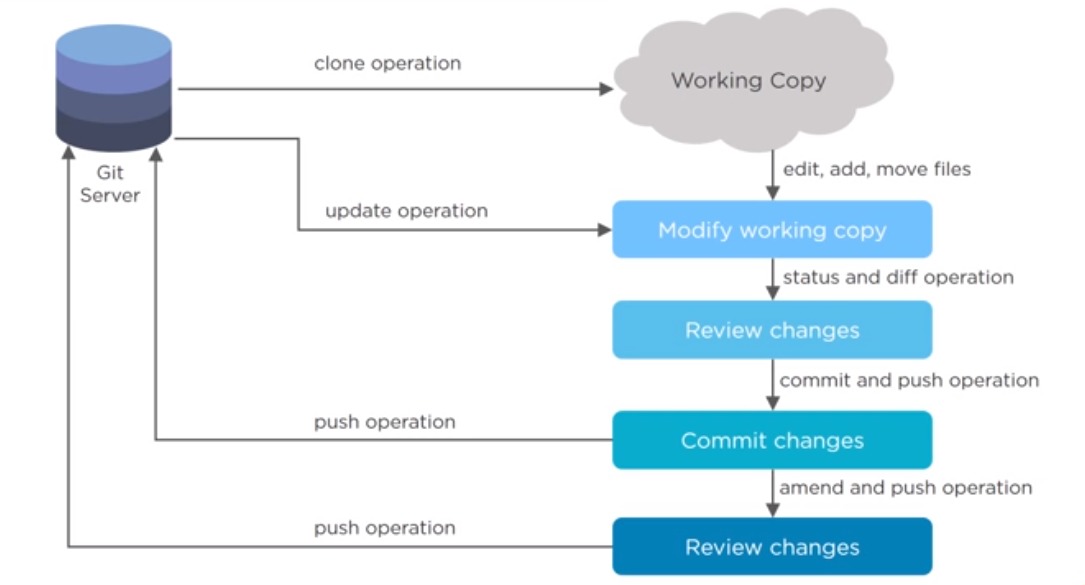 clone operation
Working Copy
Git
Server
edit, add, move files
update operation
Modify working copy
status and diff operation
Review changes
commit and push operation
push operation
Commit changes
amend and push operation
push operation
Review changes